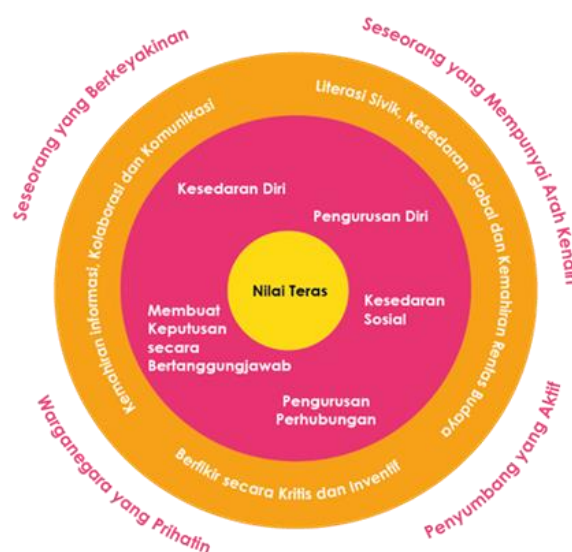 Seseorang yang Berkeyakinan
Seseorang yang Mempunyai Arah Kendiri
Kemahiran informasi, Kolaborasi dan Komunikasi
Literasi Sivik, Kesedaran Global dan Kemahiran Rentas Budaya
Kesedaran Diri
Pengurusan Diri
Nilai Teras
Kesedaran
Sosial
Membuat
Keputusan
secara
Bertanggungjawab
Pengurusan
Perhubungan
Berfikir secara Kritis dan Inventif
Warganegara yang Prihatin
Penyumbang yang Aktif